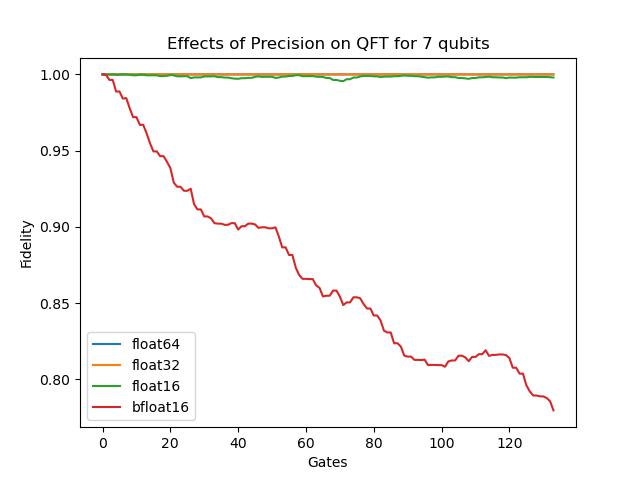 Effects of Precision on QFT for 7 qubits
1.00
0.95
0.90
0.85
0.80
Fidelity
float64
float32
float16
bfloat16
0 20 40 60 80 100 120
Gates